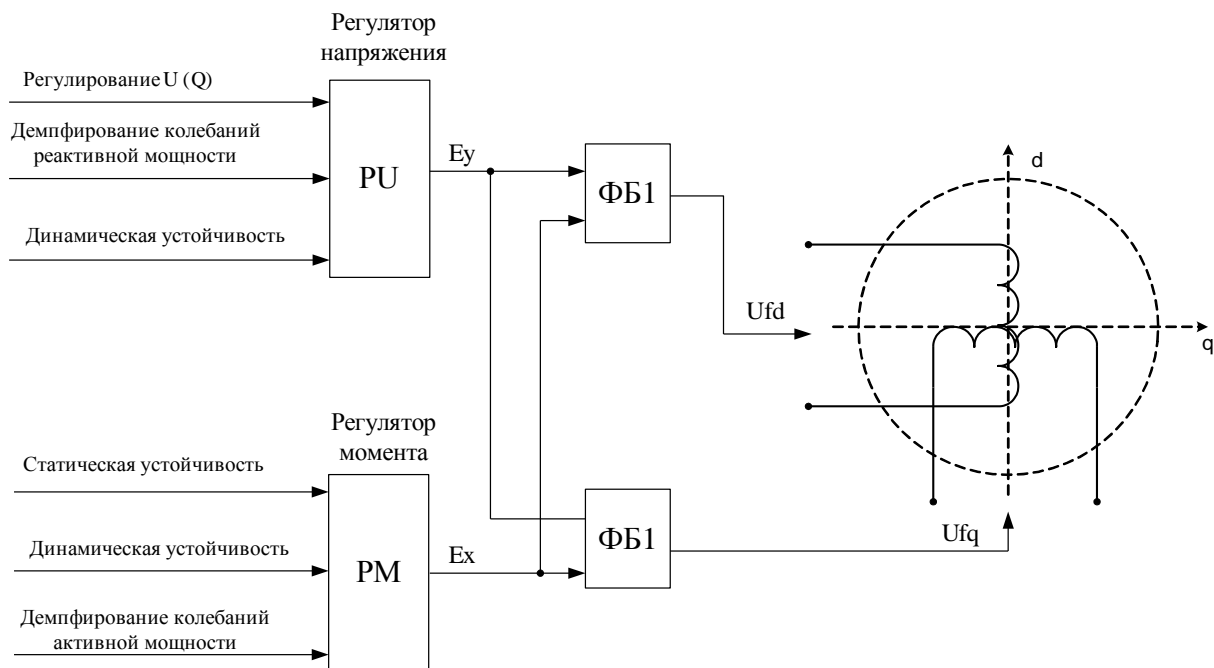 Регулятор
напряжения
Регулирование U (Q)
Демпфирование колебаний
реактивной мощности
Динамическая устойчивость
PU
Ey
ФБ1
Ufd
d
q
Регулятор
момента
Статическая устойчивость
Динамическая устойчивость
Демпфирование колебаний
активной мощности
РМ
Ex
ФБ1
Ufq